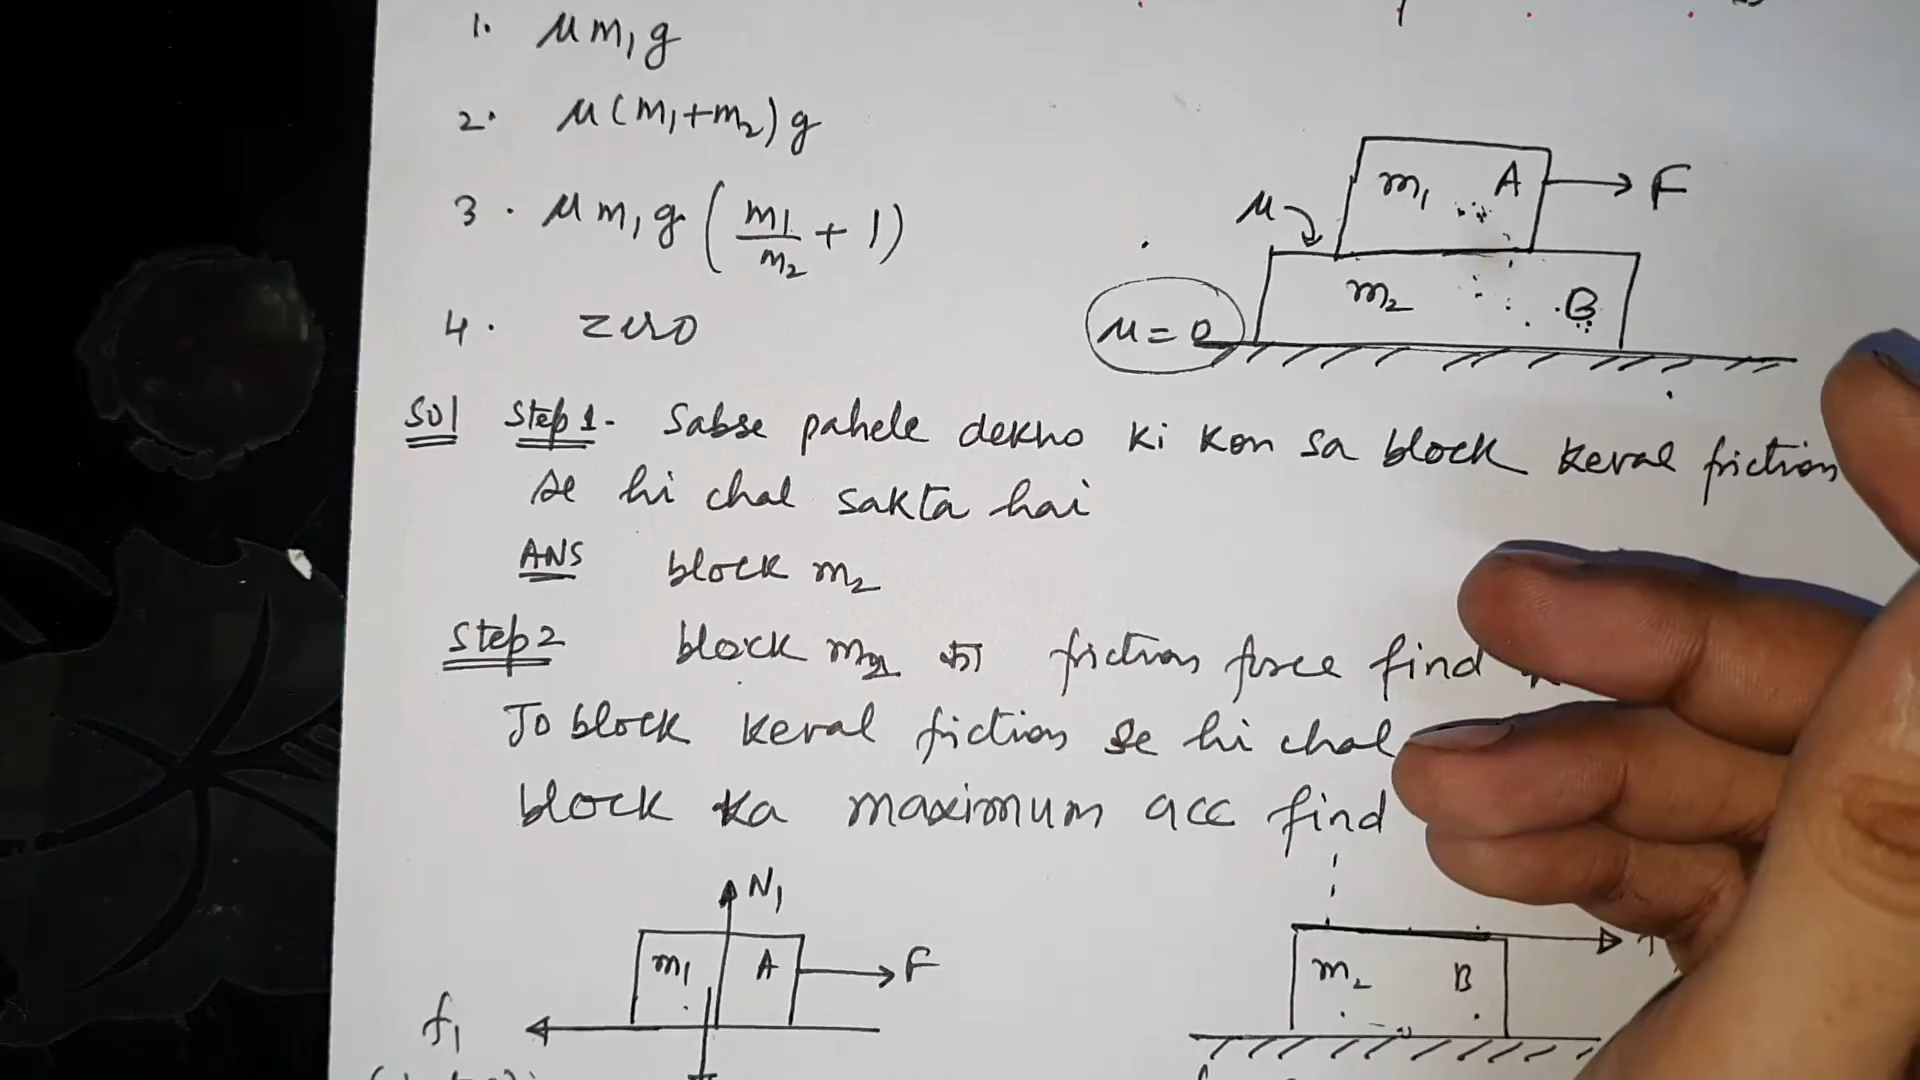 1. μm₁g
2. μ(m₁+m₂)g
3. μm₁g (m₁/m₂ + 1)
4. zero
m₁ A F
μ
m₂ B
μ=0
Sol Step 1- Sabse pahele dekho ki kon sa block keval friction
se hi chal sakta hai
ANS block m₂
Step 2 block m₂ का friction force find
Jo block keval friction se hi chal
block ka maximum acc find
N₁
m₁ A F
f₁
m₂ B